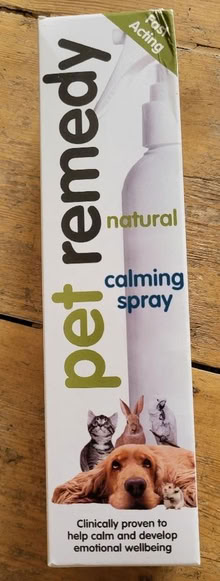 Fast
Acting
pet remedy
natural
calming
spray
Clinically proven to
help calm and develop
emotional wellbeing